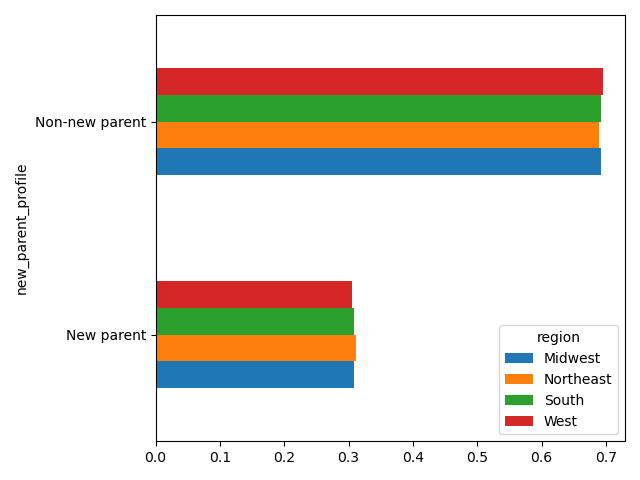 Non-new parent
new_parent_profile
New parent
region
Midwest
Northeast
South
West
0.0 0.1 0.2 0.3 0.4 0.5 0.6 0.7